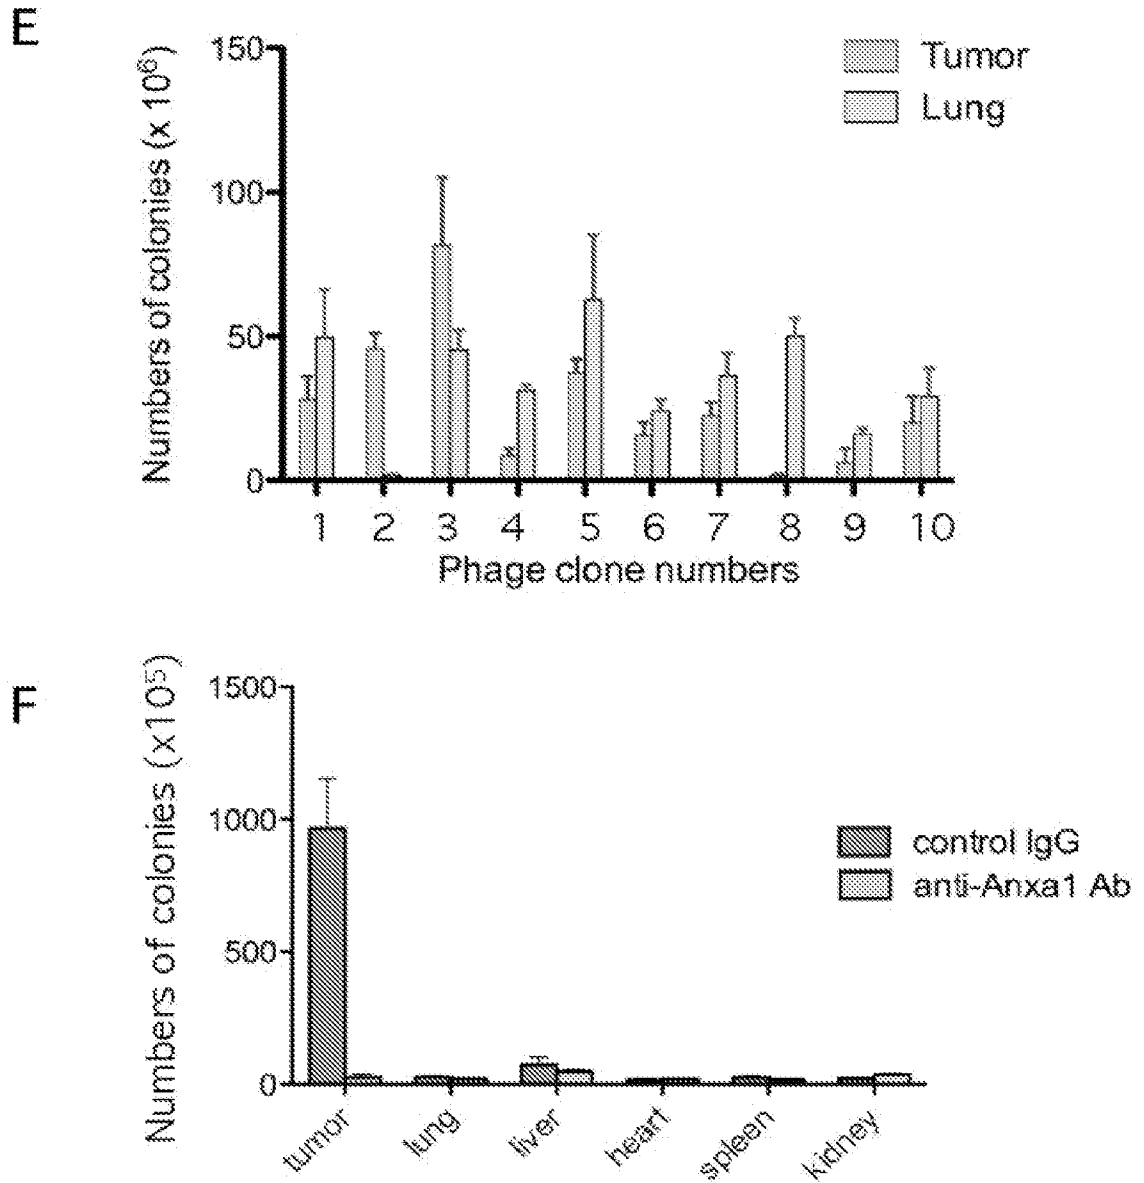 E
Numbers of colonies (x 10⁶)
150
100
50
0
Tumor
Lung
1 2 3 4 5 6 7 8 9 10
Phage clone numbers
F
Numbers of colonies (x10⁵)
1500
1000
500
0
control IgG
anti-Anxa1 Ab
tumor lung liver heart spleen kidney